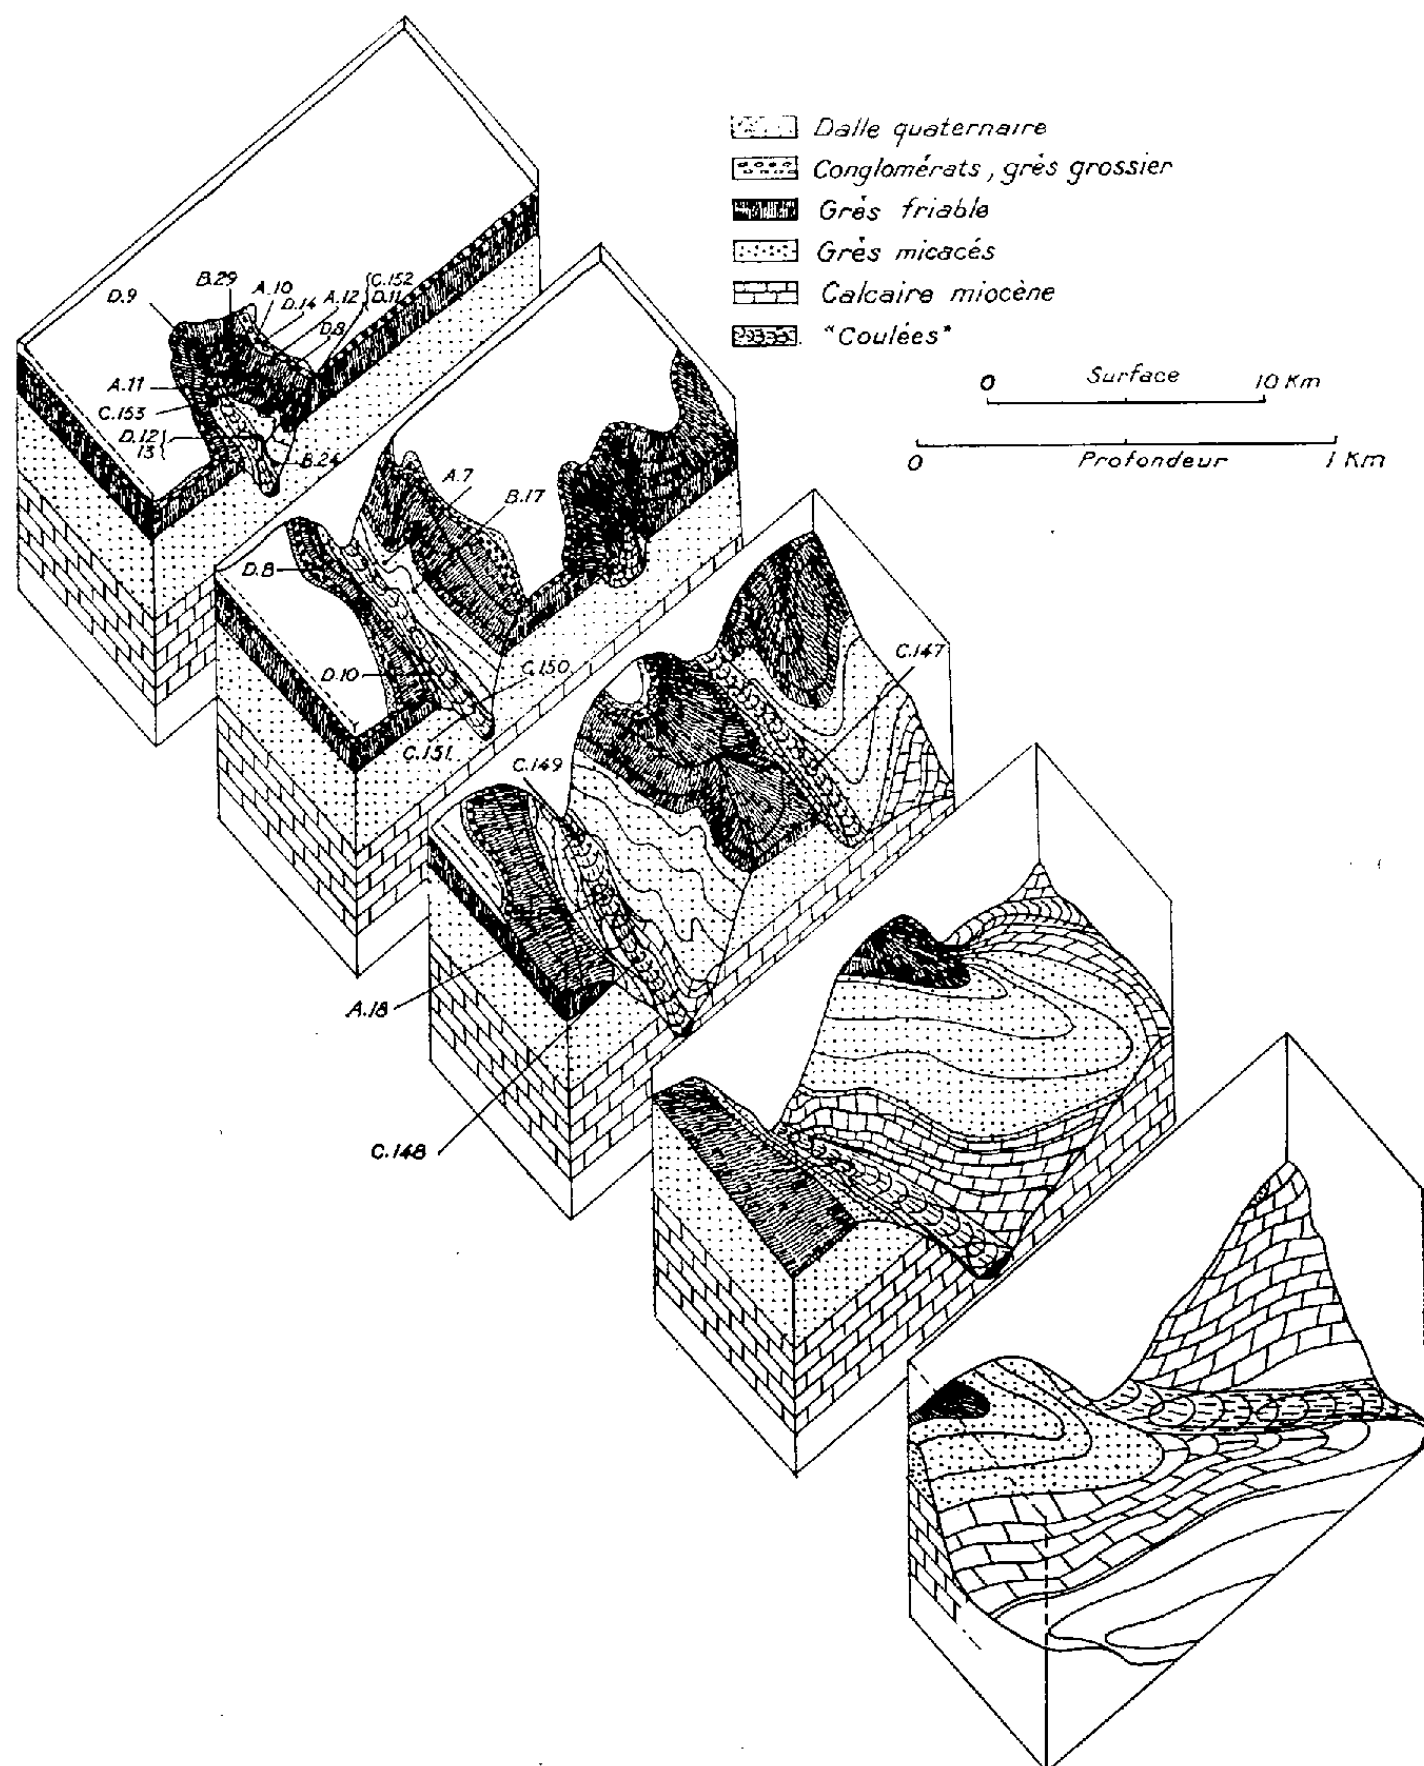 Dalle quaternaire
Conglomérats, grès grossier
Grès friable
Grès micacés
Calcaire miocène
"Coulées"
0 Surface 10 Km
0 Profondeur 1 Km
D.9
B.29
A.10
D.14
A.12
C.152
D.11
D.8
A.11
C.153
D.12
13
B.24
A.7
B.17
D.8
D.10
C.150
C.151
C.147
C.149
A.18
C.148